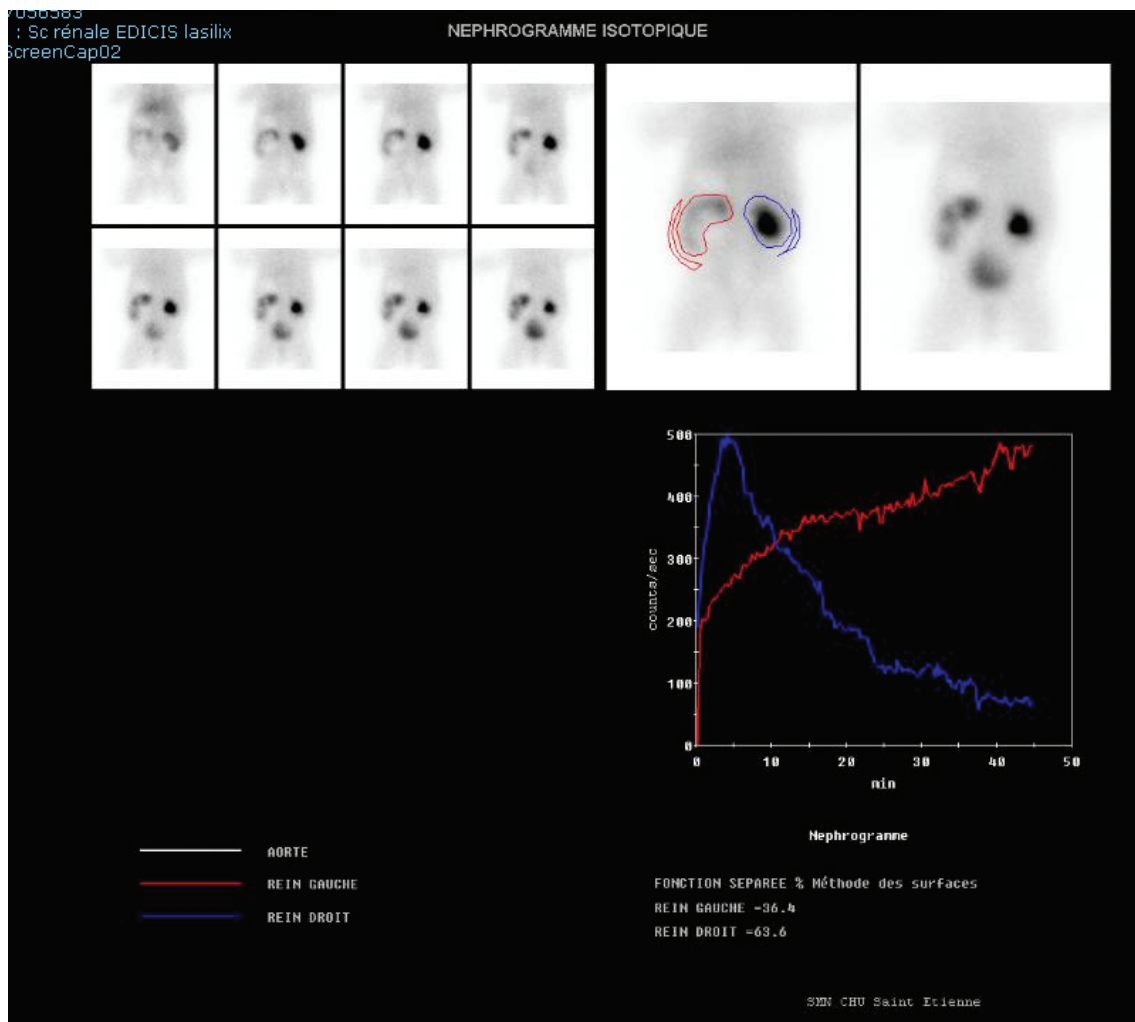 7056583
: Sc rénale EDICIS lasilix
ScreenCap02
NEPHROGRAMME ISOTOPIQUE
500
400
300
200
100
0
counts/sec
0 10 20 30 40 50
min
Nephrogramme
AORTE
REIN GAUCHE
REIN DROIT
FONCTION SEPAREE % Méthode des surfaces
REIN GAUCHE =36.4
REIN DROIT =63.6
SMN CHU Saint Etienne